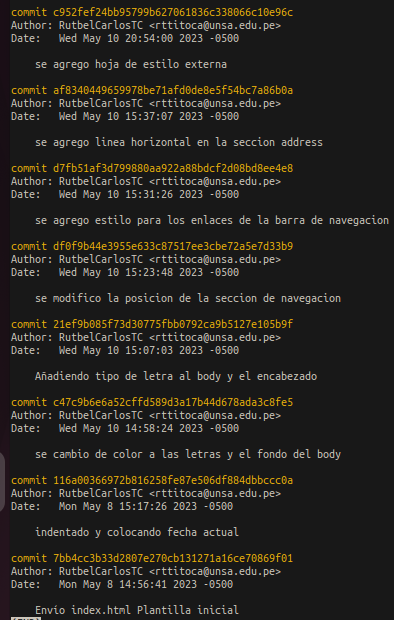 commit c952fef24bb95799b627061836c338066c10e96c
Author: RutbelCarlosTC <rttitoca@unsa.edu.pe>
Date:   Wed May 10 20:54:00 2023 -0500
se agrego hoja de estilo externa
commit af8340449659978be71afd0de8e5f54bc7a86b0a
Author: RutbelCarlosTC <rttitoca@unsa.edu.pe>
Date:   Wed May 10 15:37:07 2023 -0500
se agrego linea horizontal en la seccion address
commit d7fb51af3d799880aa922a88bdcf2d08bd8ee4e8
Author: RutbelCarlosTC <rttitoca@unsa.edu.pe>
Date:   Wed May 10 15:31:26 2023 -0500
se agrego estilo para los enlaces de la barra de navegacion
commit df0f9b44e3955e633c87517ee3cbe72a5e7d33b9
Author: RutbelCarlosTC <rttitoca@unsa.edu.pe>
Date:   Wed May 10 15:23:48 2023 -0500
se modifico la posicion de la seccion de navegacion
commit 21ef9b085f73d30775fbb0792ca9b5127e105b9f
Author: RutbelCarlosTC <rttitoca@unsa.edu.pe>
Date:   Wed May 10 15:07:03 2023 -0500
Añadiendo tipo de letra al body y el encabezado
commit c47c9b6e6a52cffd589d3a17b44d678ada3c8fe5
Author: RutbelCarlosTC <rttitoca@unsa.edu.pe>
Date:   Wed May 10 14:58:24 2023 -0500
se cambio de color a las letras y el fondo del body
commit 116a00366972b816258fe87e506df884dbbccc0a
Author: RutbelCarlosTC <rttitoca@unsa.edu.pe>
Date:   Mon May 8 15:17:26 2023 -0500
indentado y colocando fecha actual
commit 7bb4cc3b33d2807e270cb131271a16ce70869f01
Author: RutbelCarlosTC <rttitoca@unsa.edu.pe>
Date:   Mon May 8 14:56:41 2023 -0500
Envio index.html Plantilla inicial